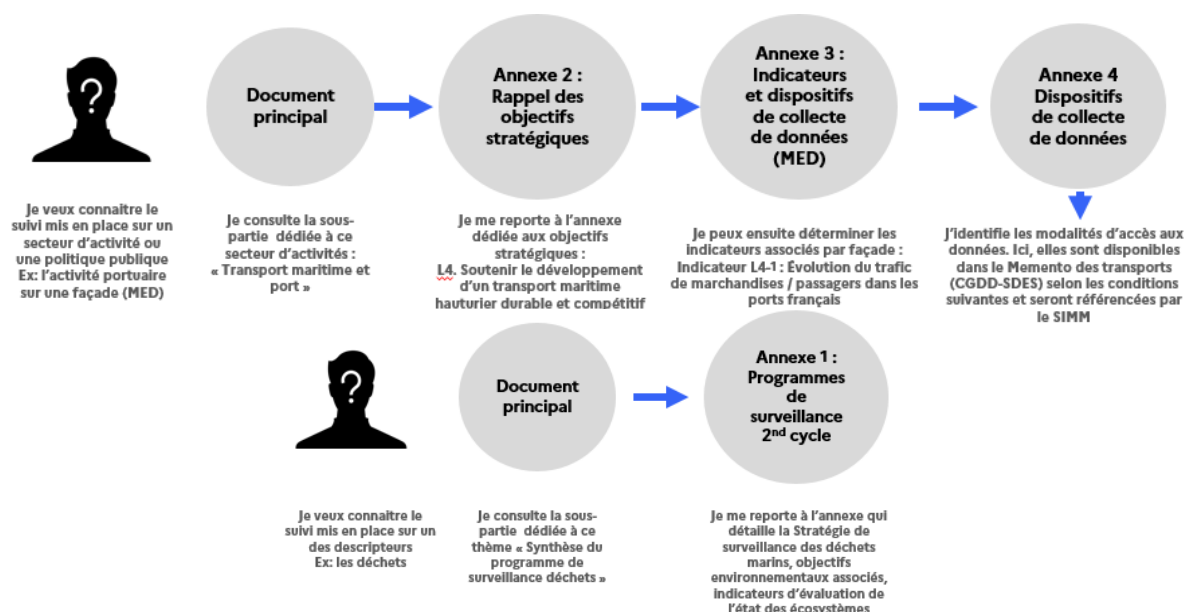 ?
Document
principal
Annexe 2 :
Rappel des
objectifs
stratégiques
Annexe 3 :
Indicateurs
et dispositifs
de collecte
de données
(MED)
Annexe 4
Dispositifs
de collecte
de données
Je veux connaitre le
suivi mis en place sur un
secteur d'activité ou
une politique publique
Ex: l'activité portuaire
sur une façade (MED)
Je consulte la sous-
partie dédiée à ce
secteur d'activités :
« Transport maritime et
port »
Je me reporte à l'annexe
dédiée aux objectifs
stratégiques :
L4. Soutenir le développement
d'un transport maritime
hauturier durable et compétitif
Je peux ensuite déterminer les
indicateurs associés par façade :
Indicateur L4-1 : Évolution du trafic
de marchandises / passagers dans les
ports français
J'identifie les modalités d'accès aux
données. Ici, elles sont disponibles
dans le Memento des transports
(CGDD-SDES) selon les conditions
suivantes et seront référencées par
le SIMM
?
Document
principal
Annexe 1 :
Programmes
de
surveillance
2nd cycle
Je veux connaitre le
suivi mis en place sur un
des descripteurs
Ex: les déchets
Je consulte la sous-
partie dédiée à ce
thème « Synthèse du
programme de
surveillance déchets »
Je me reporte à l'annexe qui
détaille la Stratégie de
surveillance des déchets
marins, objectifs
environnementaux associés,
indicateurs d'évaluation de
l'état des écosystèmes